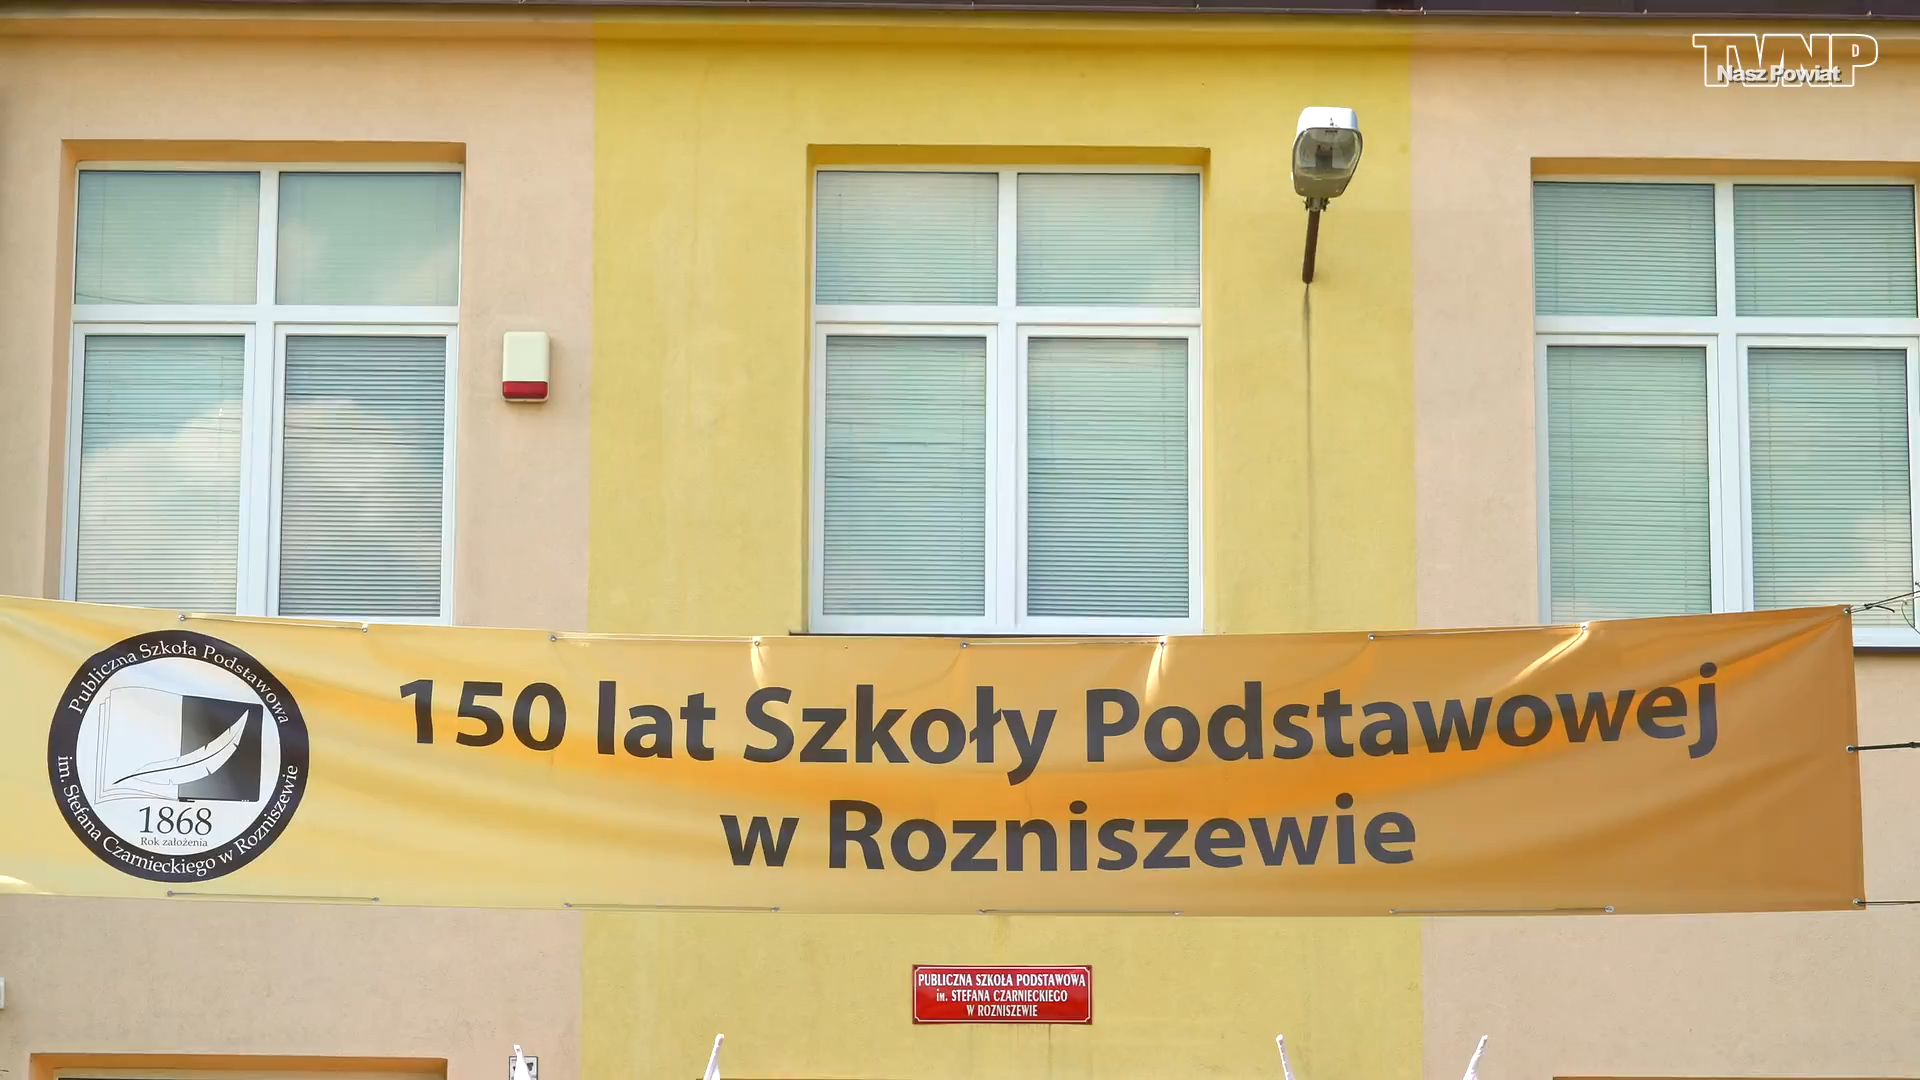 TVNP
Nasz Powiat
Publiczna Szkoła Podstawowa
im. Stefana Czarnieckiego w Rozniszewie
1868
Rok założenia
150 lat Szkoły Podstawowej
w Rozniszewie
PUBLICZNA SZKOŁA PODSTAWOWA
im. STEFANA CZARNIECKIEGO
W ROZNISZEWIE